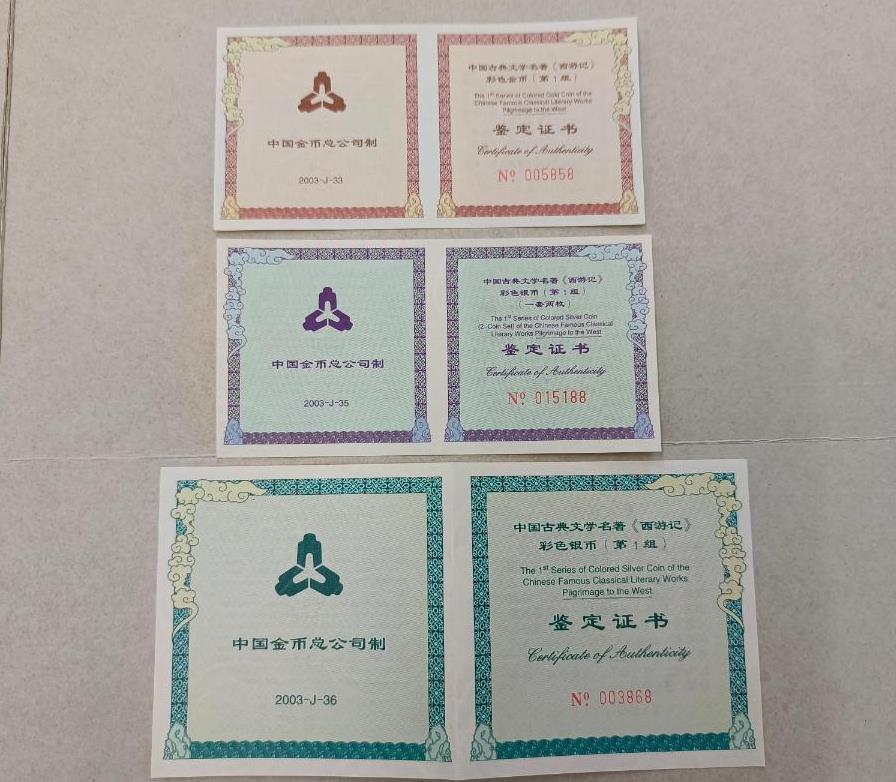 中国金币总公司制
2003-J-33
中国古典文学名著《西游记》
彩色金币（第1组）
The 1st Series of Colored Gold Coin of the
Chinese Famous Classical Literary Works
Pilgrimage to the West
鉴定证书
Certificate of Authenticity
Nº 005858
中国金币总公司制
2003-J-35
中国古典文学名著《西游记》
彩色银币（第1组）
（一套两枚）
The 1st Series of Colored Silver Coin
(2-Coin Set) of the Chinese Famous Classical
Literary Works Pilgrimage to the West
鉴定证书
Certificate of Authenticity
Nº 015188
中国金币总公司制
2003-J-36
中国古典文学名著《西游记》
彩色银币（第1组）
The 1st Series of Colored Silver Coin of the
Chinese Famous Classical Literary Works
Pilgrimage to the West
鉴定证书
Certificate of Authenticity
Nº 003868